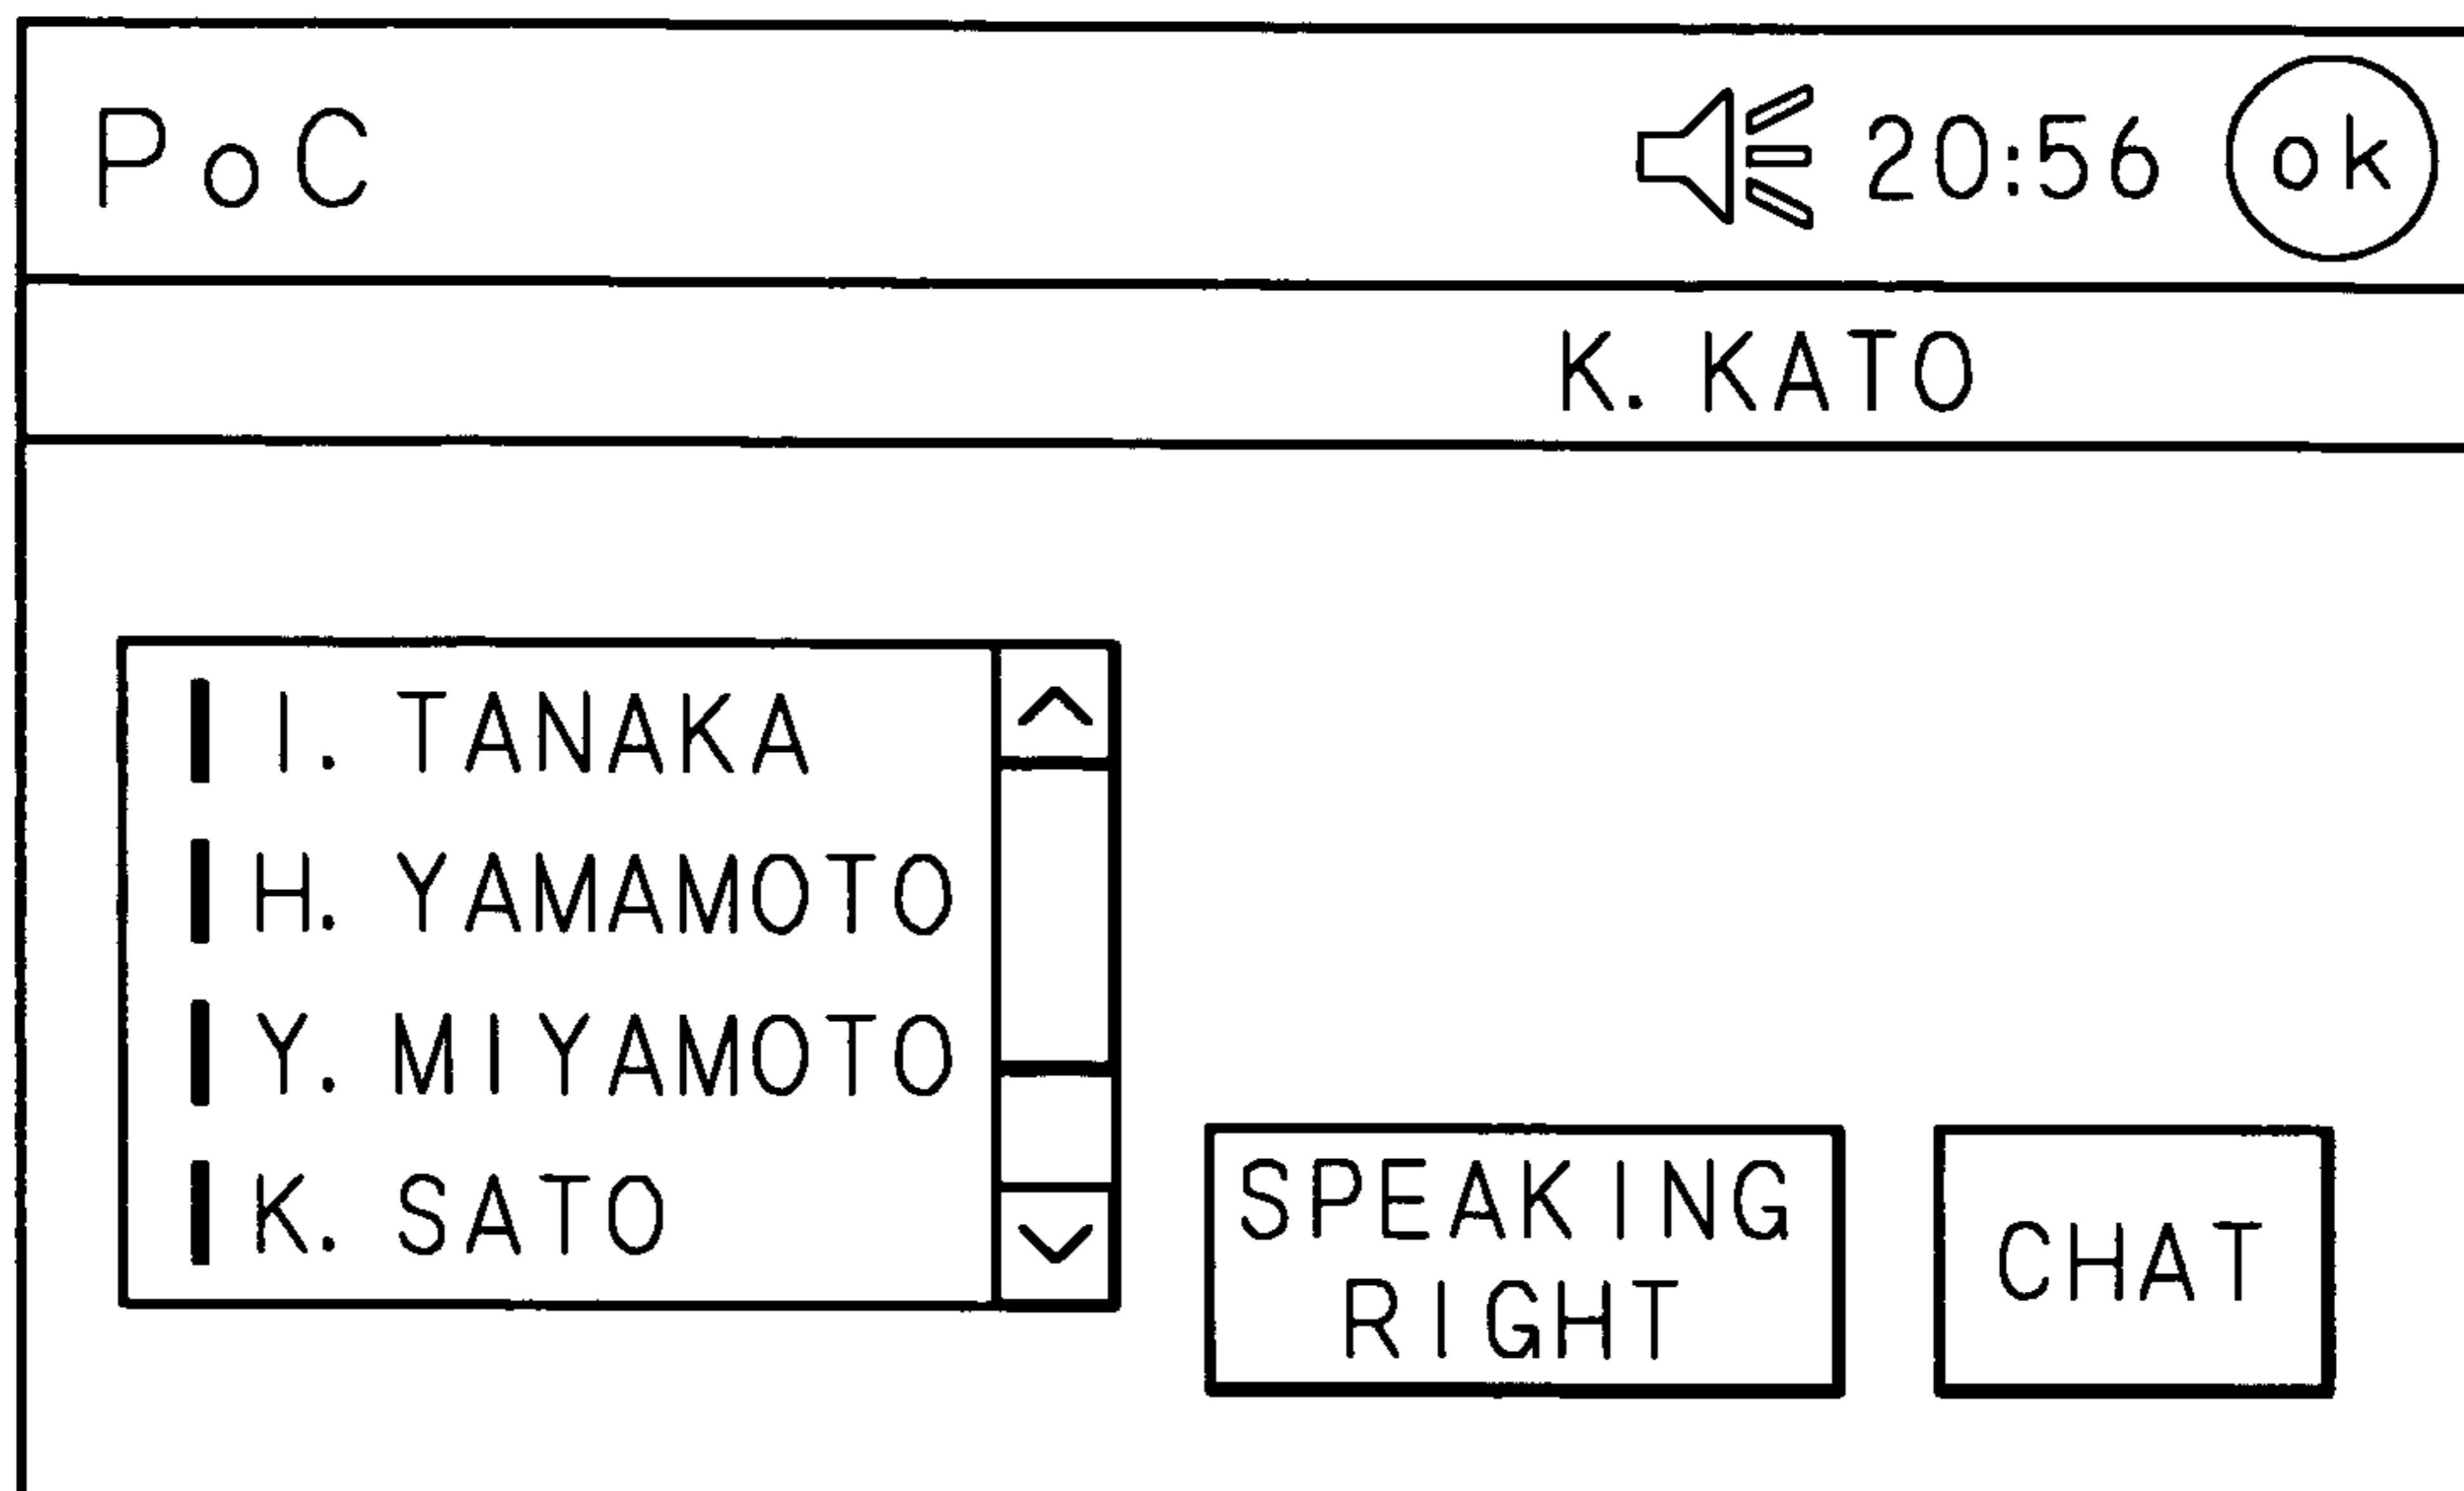 PoC 20:56 ok
K. KATO
I. TANAKA
H. YAMAMOTO
Y. MIYAMOTO
K. SATO
SPEAKING
RIGHT
CHAT